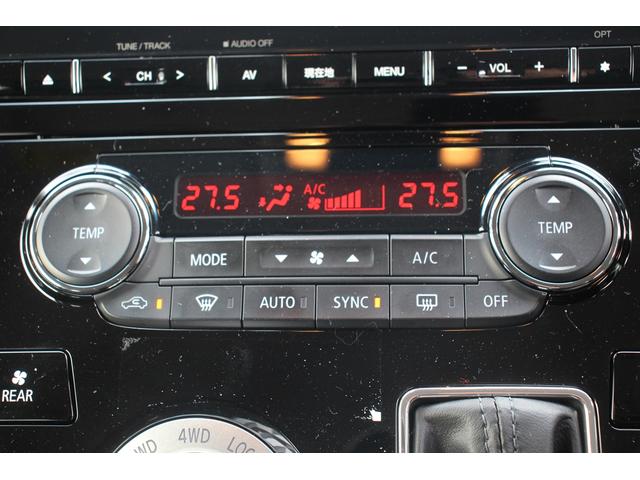 TUNE / TRACK
AUDIO OFF
OPT
CH
AV
現在地
MENU
− VOL +
27.5
A/C
27.5
TEMP
TEMP
MODE
A/C
AUTO
SYNC
OFF
REAR
4WD